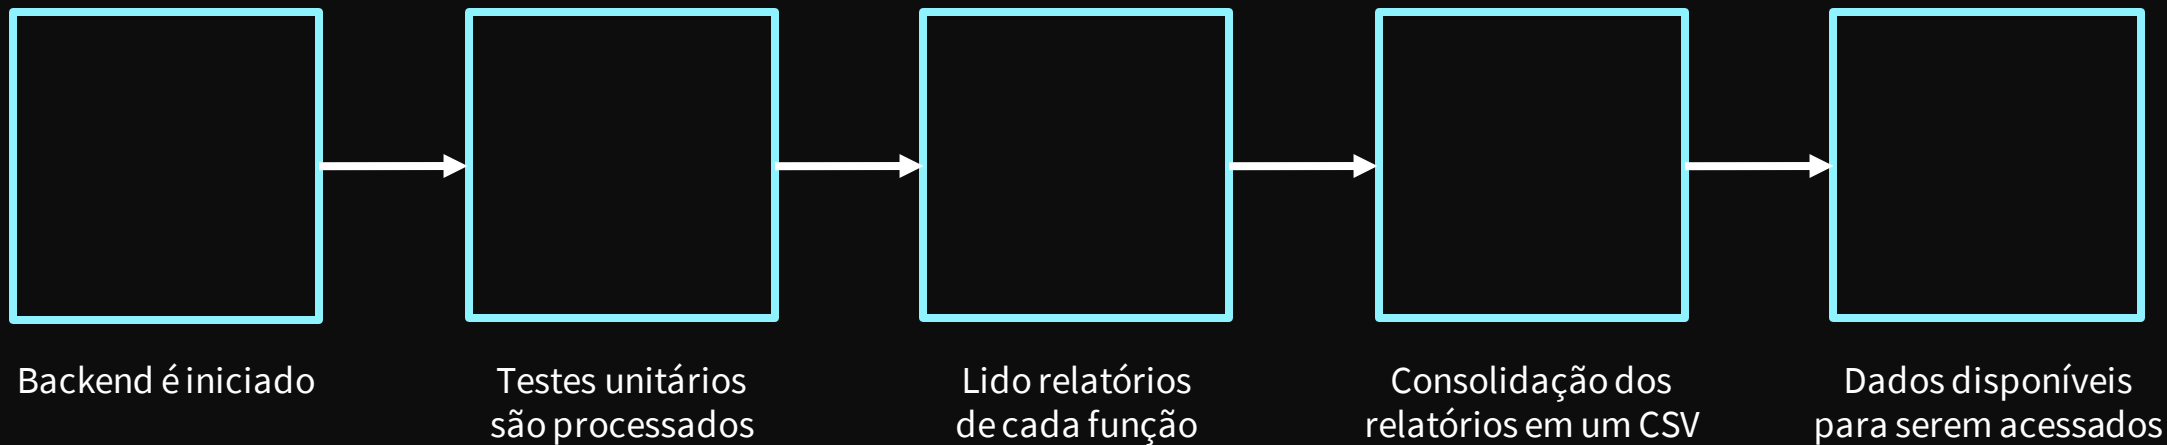 Backend é iniciado
Testes unitários
são processados
Lido relatórios
de cada função
Consolidação dos
relatórios em um CSV
Dados disponíveis
para serem acessados